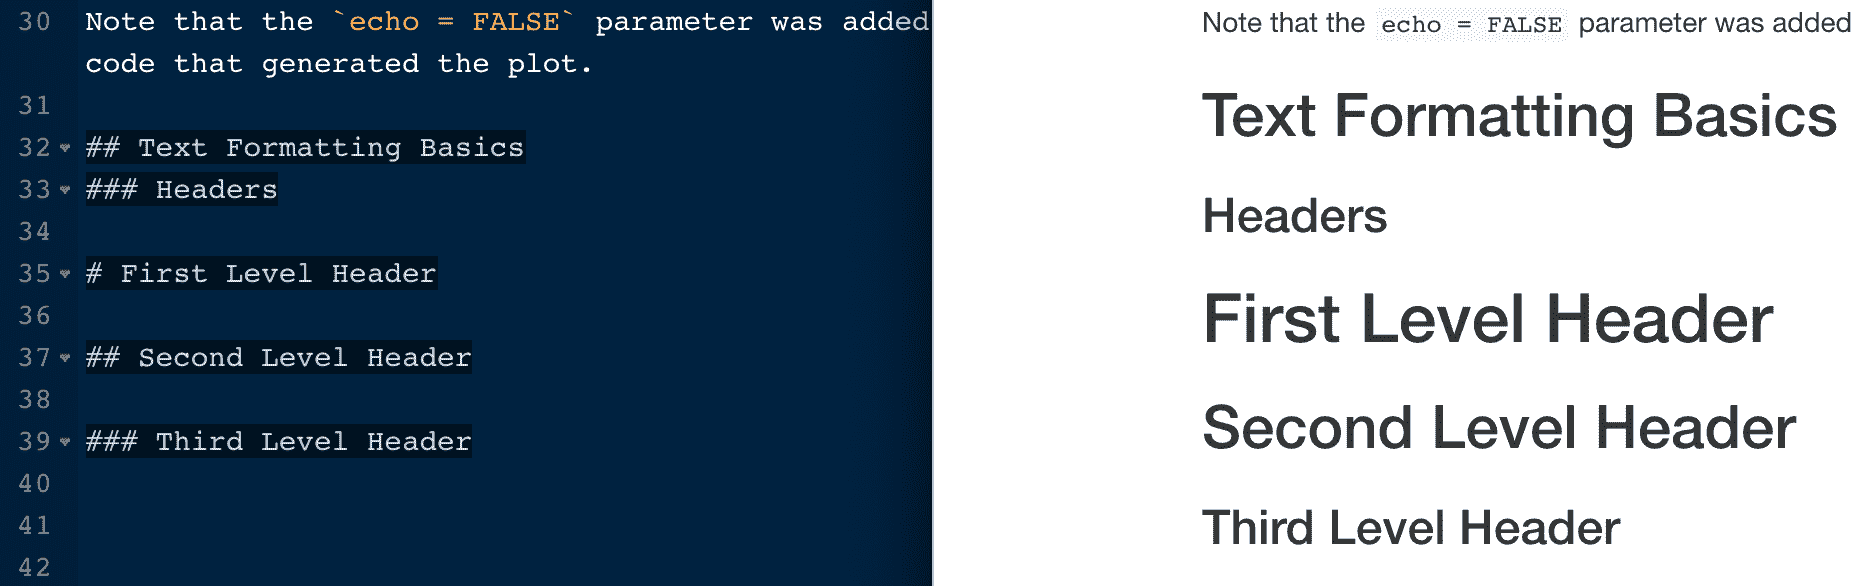 30 Note that the `echo = FALSE` parameter was added
code that generated the plot.
31
32 ## Text Formatting Basics
33 ### Headers
34
35 # First Level Header
36
37 ## Second Level Header
38
39 ### Third Level Header
40
41
42
Note that the echo = FALSE parameter was added
Text Formatting Basics
Headers
First Level Header
Second Level Header
Third Level Header